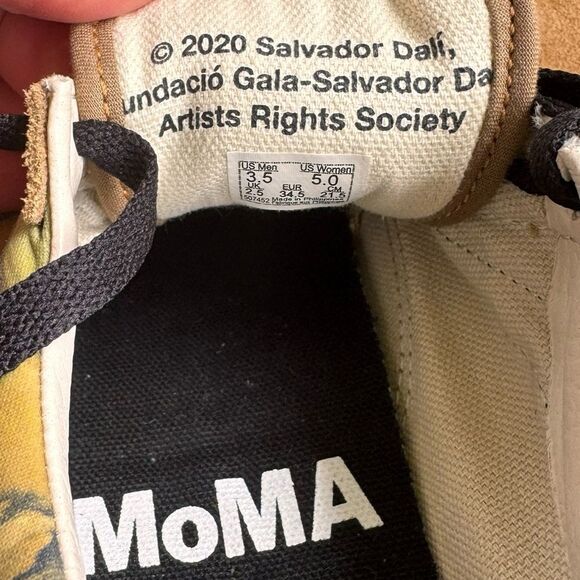 © 2020 Salvador Dalí,
undació Gala-Salvador Da
Artists Rights Society
US Men US Women
3.5 5.0
UK EUR CM
2.5 34.5 21.5
507452 Made in Philippines
MoMA